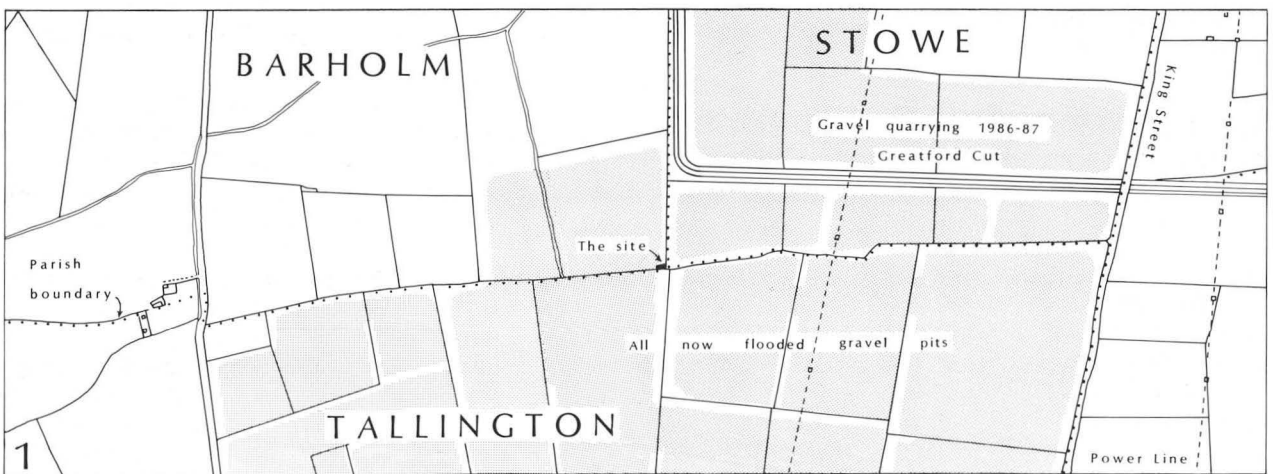 BARHOLM
STOWE
King Street
Gravel quarrying 1986-87
Greatford Cut
The site
Parish
boundary
All now flooded gravel pits
TALLINGTON
1
Power Line